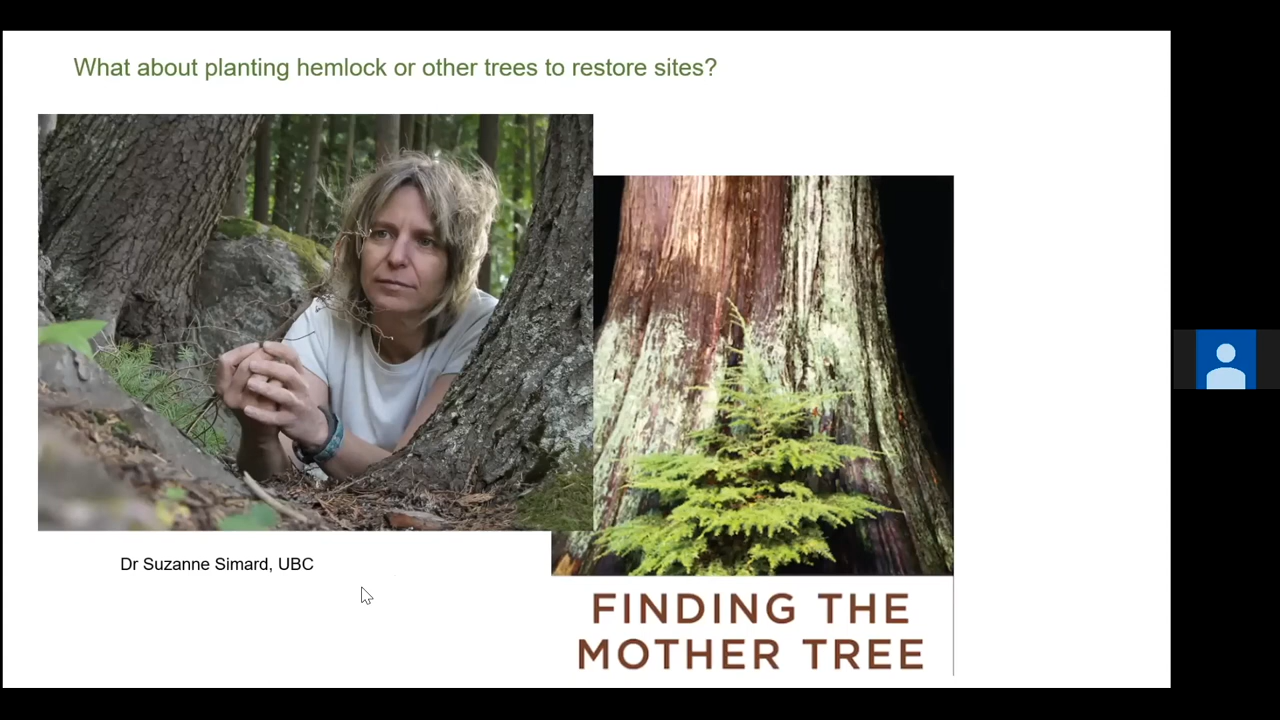 What about planting hemlock or other trees to restore sites?
Dr Suzanne Simard, UBC
FINDING THE
MOTHER TREE